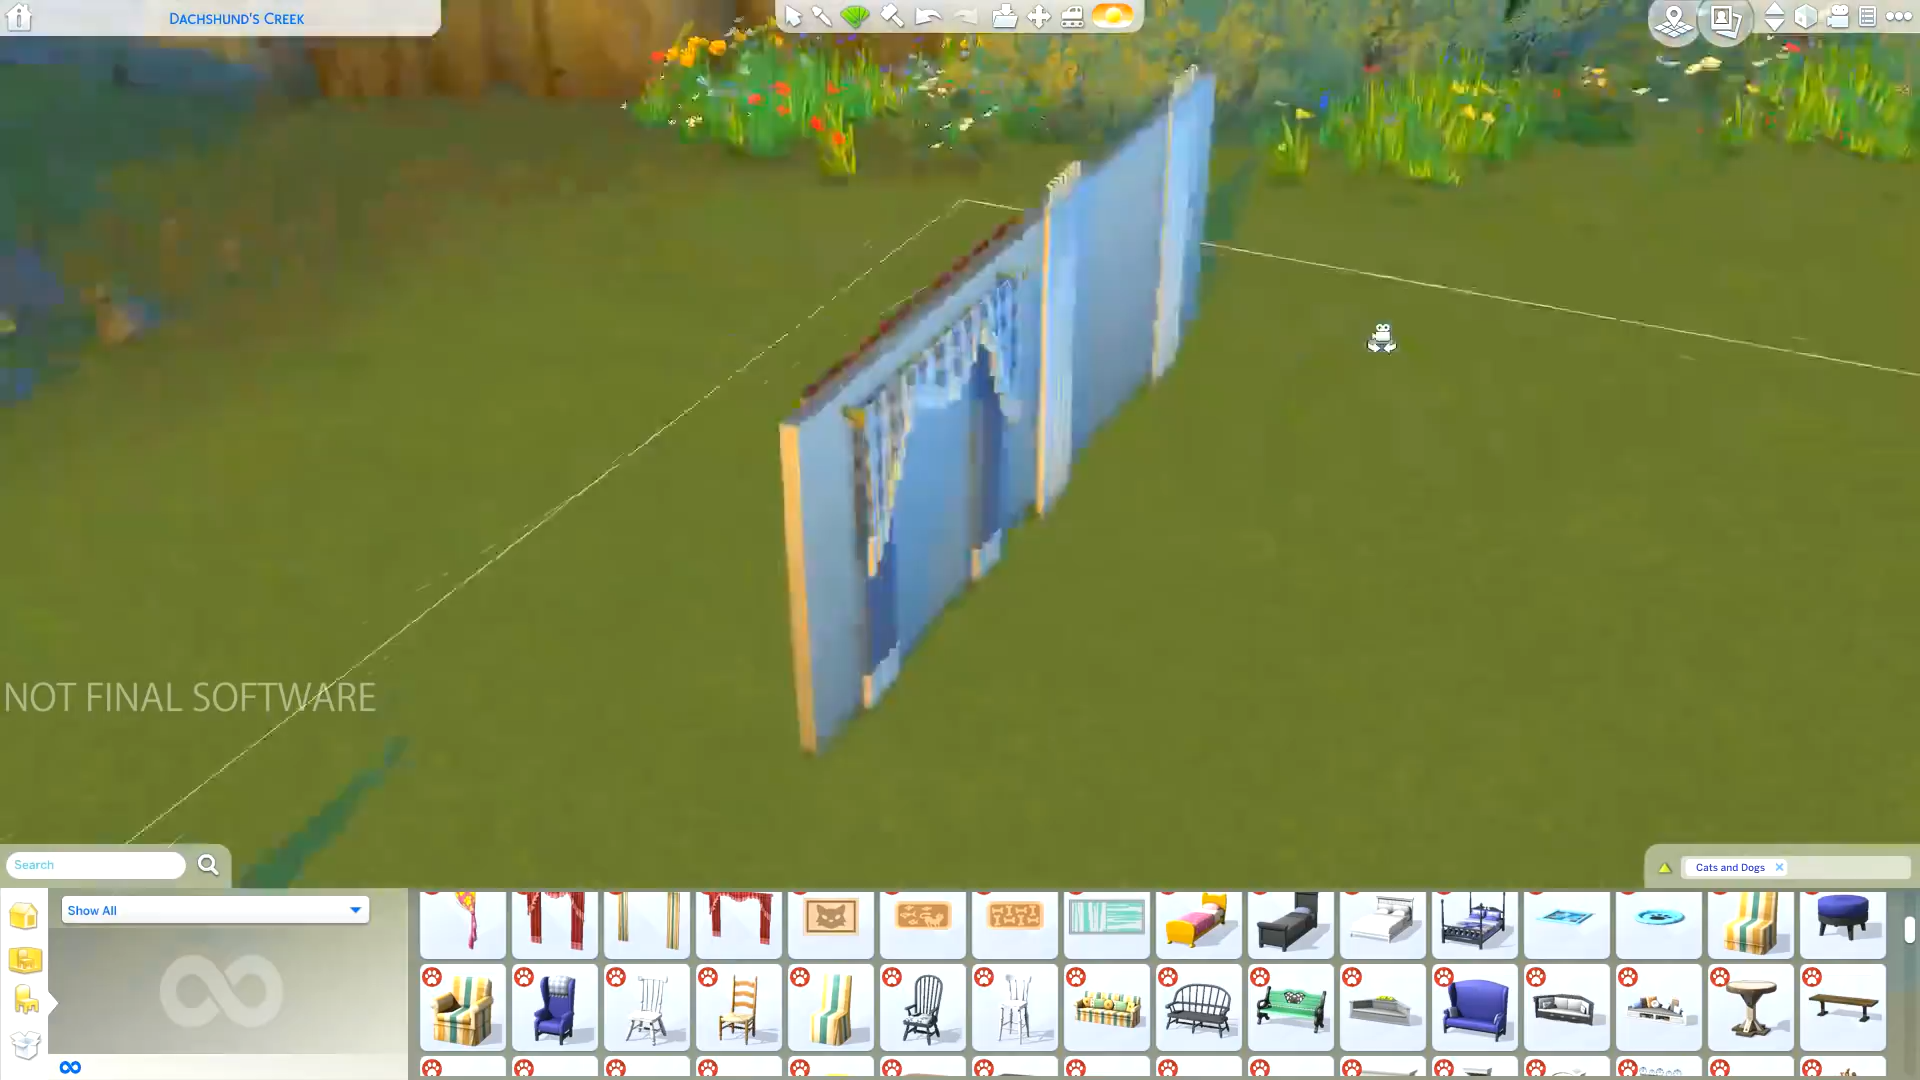 Dachshund's Creek
NOT FINAL SOFTWARE
Search
Cats and Dogs
Show All